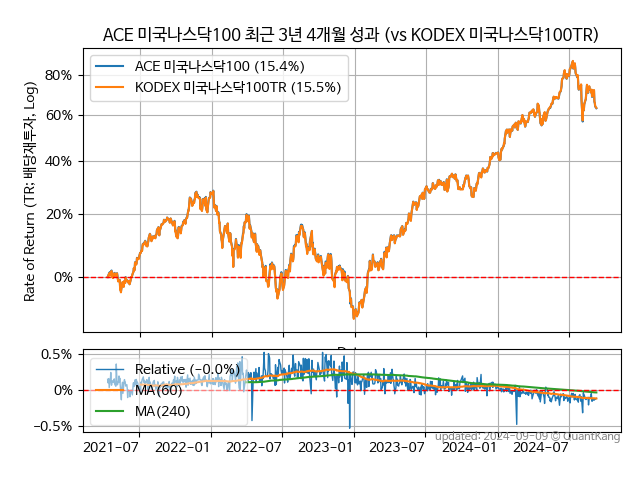 ACE 미국나스닥100 최근 3년 4개월 성과 (vs KODEX 미국나스닥100TR)
Rate of Return (TR: 배당재투자, Log)
80%
60%
40%
20%
0%
ACE 미국나스닥100 (15.4%)
KODEX 미국나스닥100TR (15.5%)
0.5%
0.0%
−0.5%
Relative (−0.0%)
MA(60)
MA(240)
2021-07
2022-01
2022-07
2023-01
2023-07
2024-01
2024-07
updated: 2024-09-09 © QuantKang